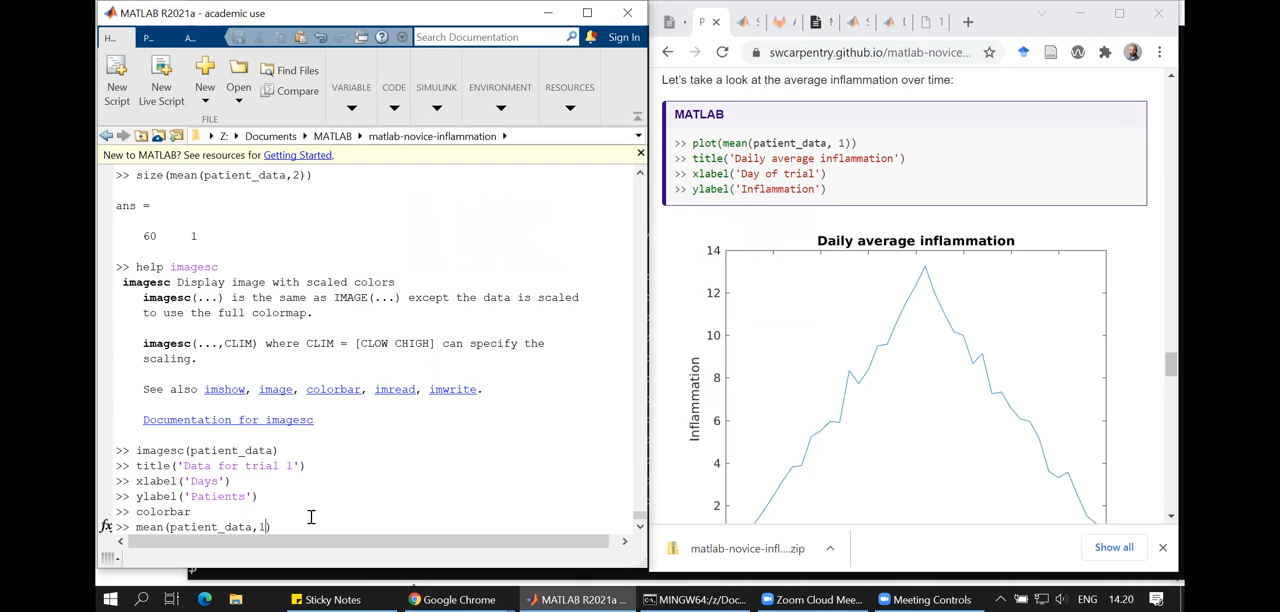 MATLAB R2021a - academic use
H... P... A... Search Documentation Sign In
New Script New Live Script New Open Find Files Compare
FILE VARIABLE CODE SIMULINK ENVIRONMENT RESOURCES
Z: Documents MATLAB matlab-novice-inflammation
New to MATLAB? See resources for Getting Started.
>> size(mean(patient_data,2))
ans =
60 1
>> help imagesc
imagesc Display image with scaled colors
imagesc(...) is the same as IMAGE(...) except the data is scaled
to use the full colormap.
imagesc(...,CLIM) where CLIM = [CLOW CHIGH] can specify the
scaling.
See also imshow, image, colorbar, imread, imwrite.
Documentation for imagesc
>> imagesc(patient_data)
>> title('Data for trial 1')
>> xlabel('Days')
>> ylabel('Patients')
>> colorbar
fx >> mean(patient_data,1)
swcarpentry.github.io/matlab-novice...
Let's take a look at the average inflammation over time:
MATLAB
>> plot(mean(patient_data, 1))
>> title('Daily average inflammation')
>> xlabel('Day of trial')
>> ylabel('Inflammation')
Daily average inflammation
14
12
10
8
6
4
2
Inflammation
matlab-novice-infl....zip Show all
Sticky Notes Google Chrome MATLAB R2021a ... MINGW64:/z/Doc... Zoom Cloud Mee... Meeting Controls ENG 14.20